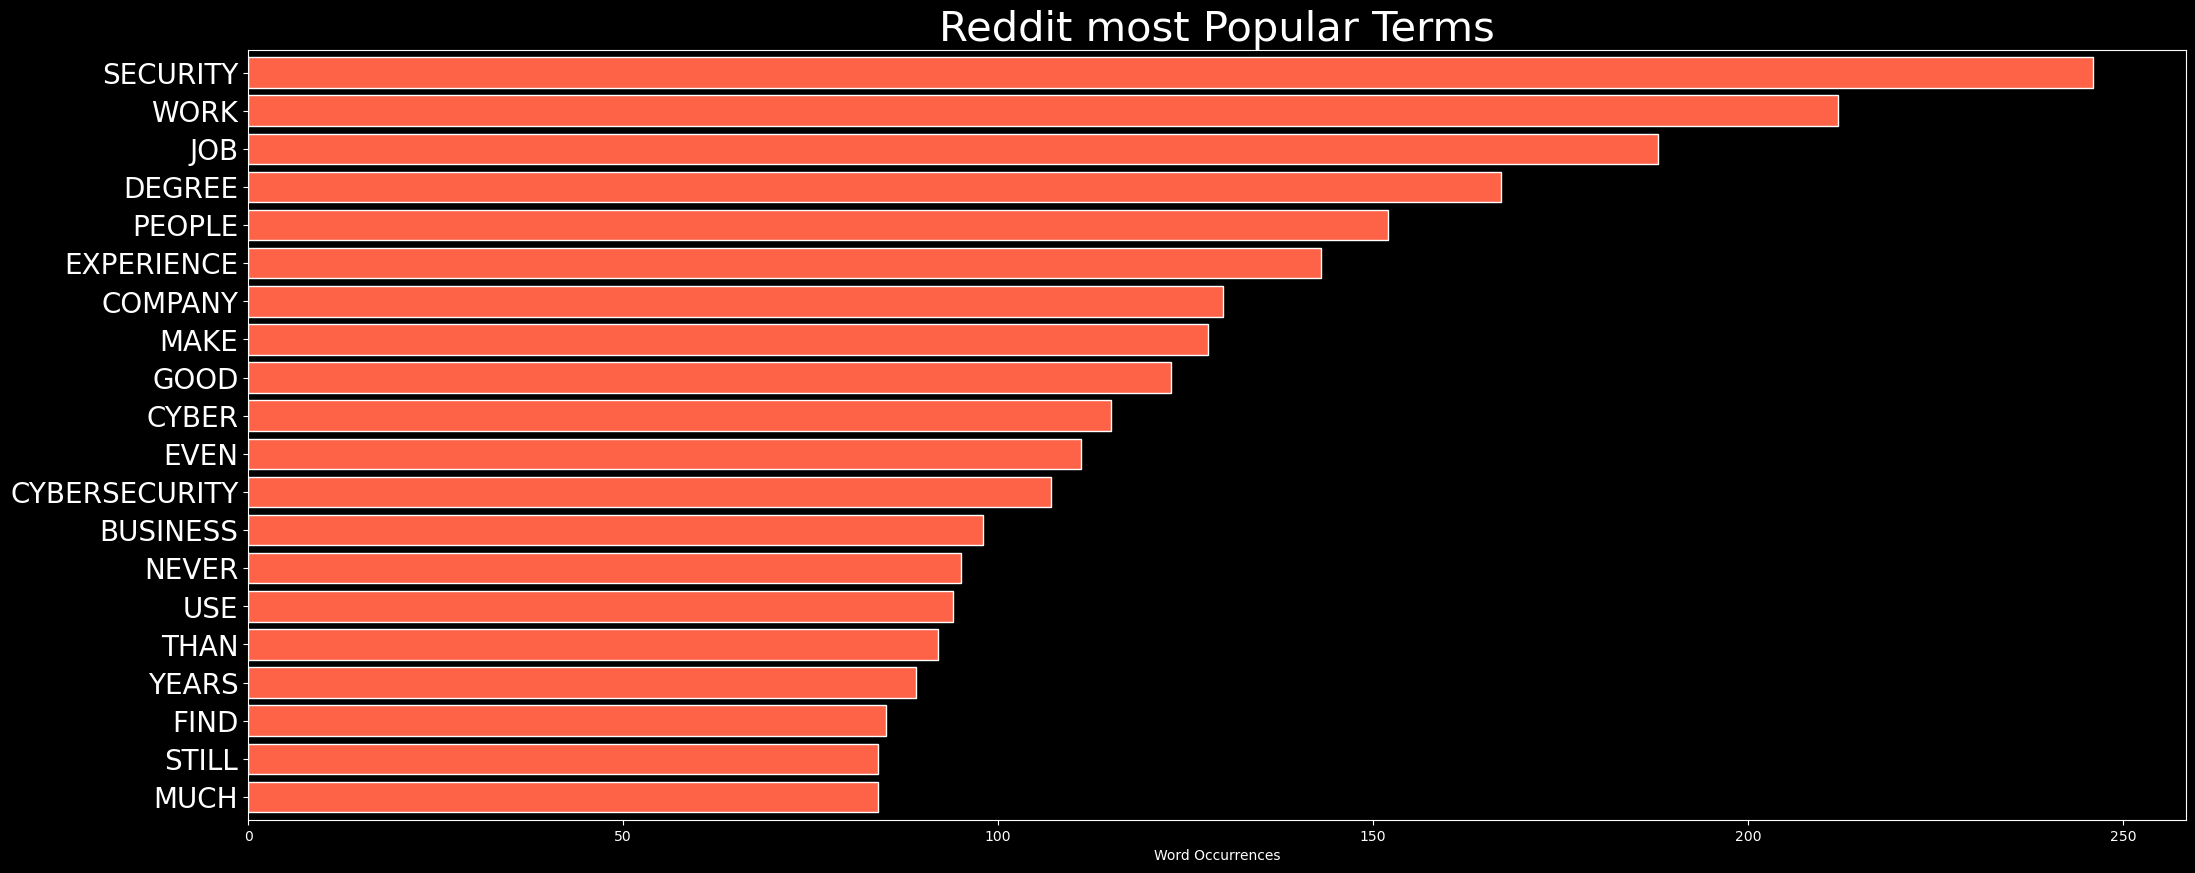 Reddit most Popular Terms
SECURITY
WORK
JOB
DEGREE
PEOPLE
EXPERIENCE
COMPANY
MAKE
GOOD
CYBER
EVEN
CYBERSECURITY
BUSINESS
NEVER
USE
THAN
YEARS
FIND
STILL
MUCH
0 50 100 150 200 250
Word Occurrences